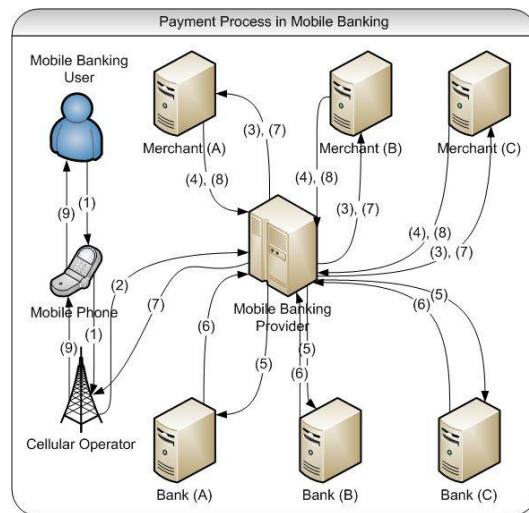 Payment Process in Mobile Banking
Mobile Banking
User
Merchant (A)
Merchant (B)
Merchant (C)
(3), (7)
(4), (8)
(4), (8)
(3), (7)
(4), (8)
(3), (7)
(9)
(1)
Mobile Phone
(2)
(7)
Mobile Banking
Provider
(9)
(1)
(6)
(5)
(5)
(6)
(5)
(6)
Cellular Operator
Bank (A)
Bank (B)
Bank (C)